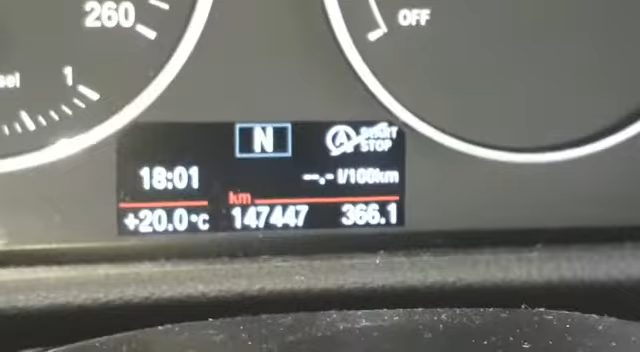 260
OFF
1
N
START
STOP
18:01
--.- l/100km
km
+20.0°C
147447
366.1